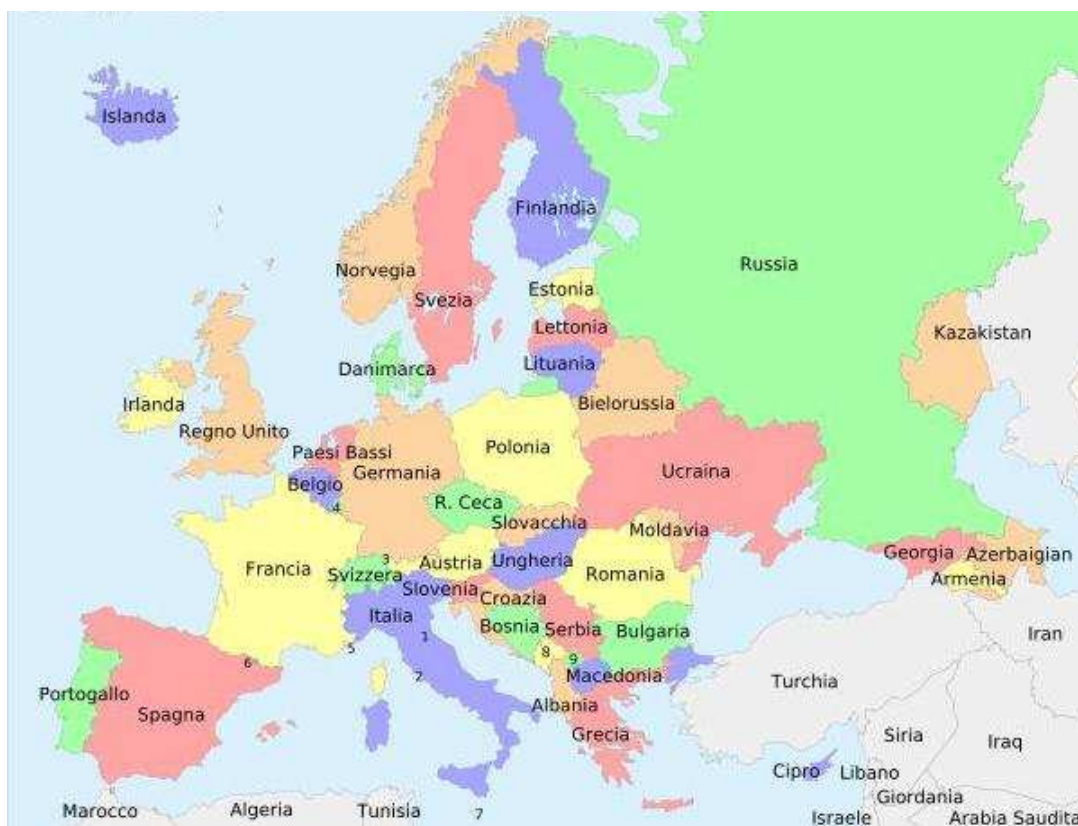 Islanda
Finlandia
Norvegia
Svezia
Russia
Estonia
Lettonia
Lituania
Danimarca
Kazakistan
Irlanda
Regno Unito
Bielorussia
Paesi Bassi
Germania
Polonia
Ucraina
Belgio
4
R. Ceca
Slovacchia
Moldavia
Francia
Svizzera
3
Austria
Ungheria
Romania
Georgia
Azerbaigian
Armenia
Slovenia
Croazia
Italia
1
Bosnia
Serbia
Bulgaria
5
6
2
8
9
Macedonia
Iran
Portogallo
Spagna
Albania
Turchia
Grecia
Siria
Iraq
Cipro
Libano
Giordania
Marocco
Algeria
Tunisia
7
Israele
Arabia Saudita